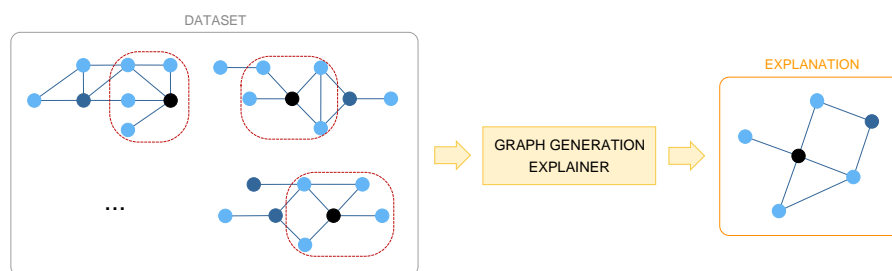 DATASET
...
GRAPH GENERATION
EXPLAINER
EXPLANATION